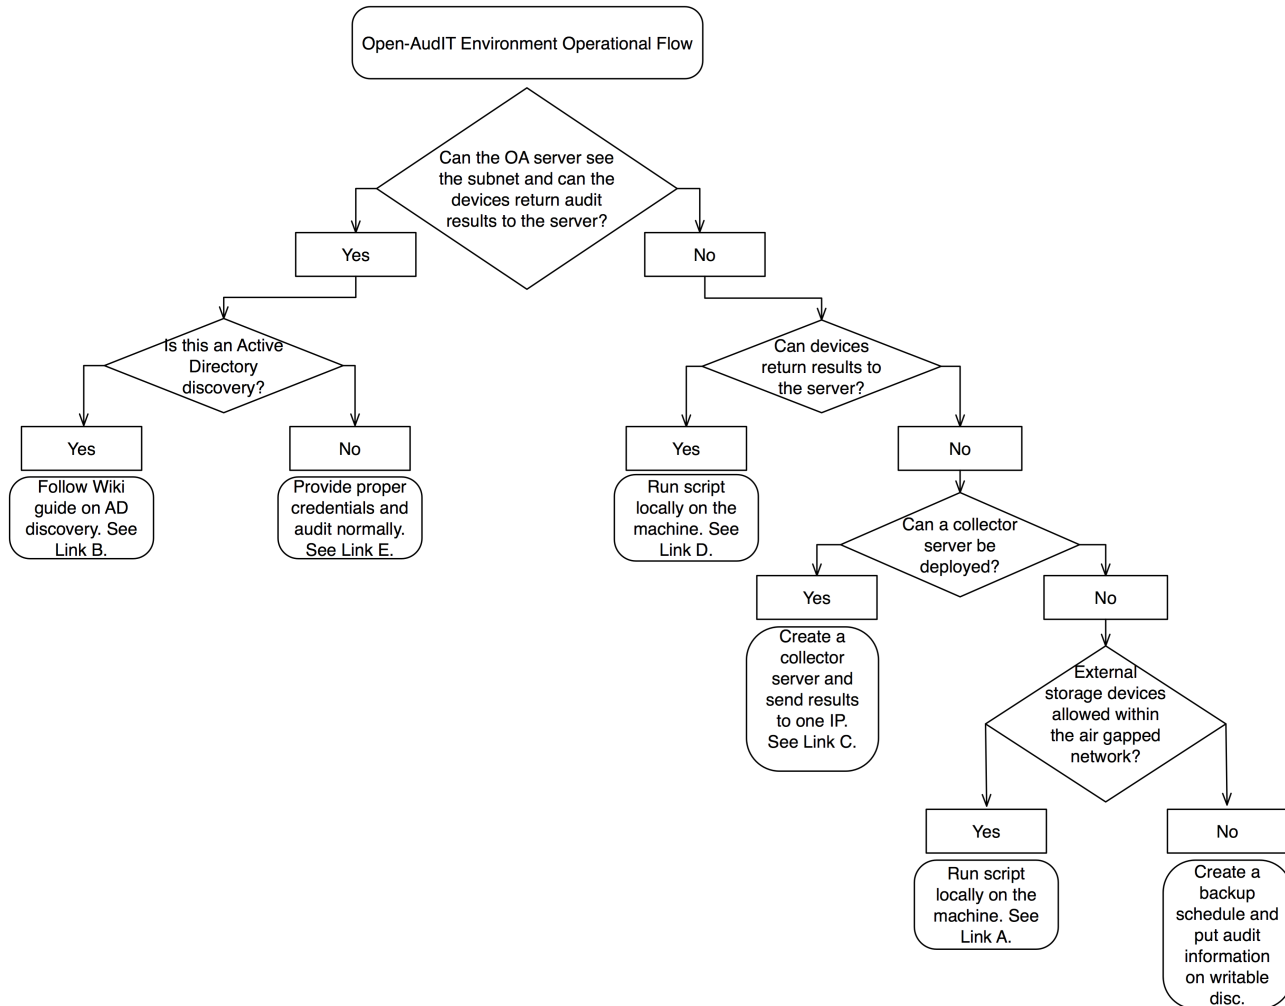 Open-AudIT Environment Operational Flow
Can the OA server see
the subnet and can the
devices return audit
results to the server?
Yes
No
Is this an Active
Directory
discovery?
Can devices
return results to
the server?
Yes
No
Yes
No
Follow Wiki
guide on AD
discovery. See
Link B.
Provide proper
credentials and
audit normally.
See Link E.
Run script
locally on the
machine. See
Link D.
Can a collector
server be
deployed?
Yes
No
Create a
collector
server and
send results
to one IP.
See Link C.
External
storage devices
allowed within
the air gapped
network?
Yes
No
Run script
locally on the
machine. See
Link A.
Create a
backup
schedule and
put audit
information
on writable
disc.